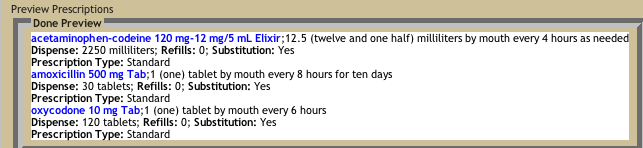 Preview Prescriptions
Done Preview
acetaminophen-codeine 120 mg-12 mg/5 mL Elixir;12.5 (twelve and one half) milliliters by mouth every 4 hours as needed
Dispense: 2250 milliliters; Refills: 0; Substitution: Yes
Prescription Type: Standard
amoxicillin 500 mg Tab;1 (one) tablet by mouth every 8 hours for ten days
Dispense: 30 tablets; Refills: 0; Substitution: Yes
Prescription Type: Standard
oxycodone 10 mg Tab;1 (one) tablet by mouth every 6 hours
Dispense: 120 tablets; Refills: 0; Substitution: Yes
Prescription Type: Standard